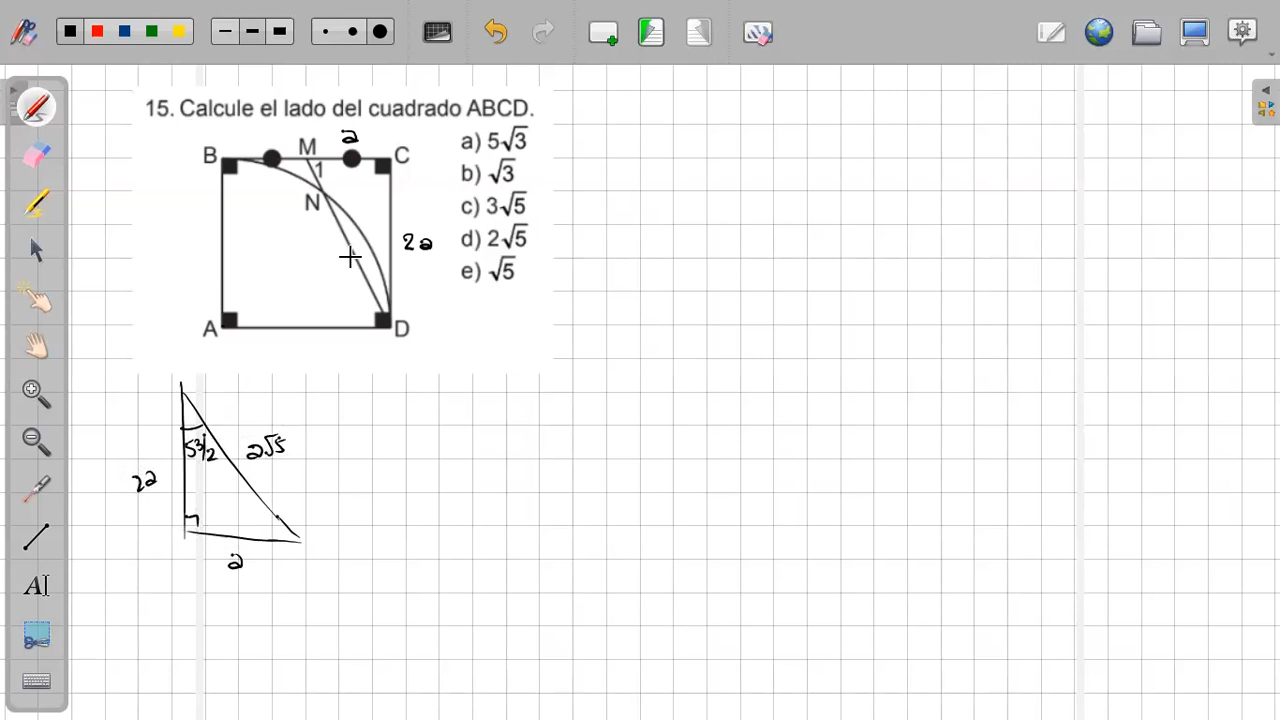 15. Calcule el lado del cuadrado ABCD.
a
B M C
1
N
2a
A D
a) 5√3
b) √3
c) 3√5
d) 2√5
e) √5
53/2
a√5
2a
a